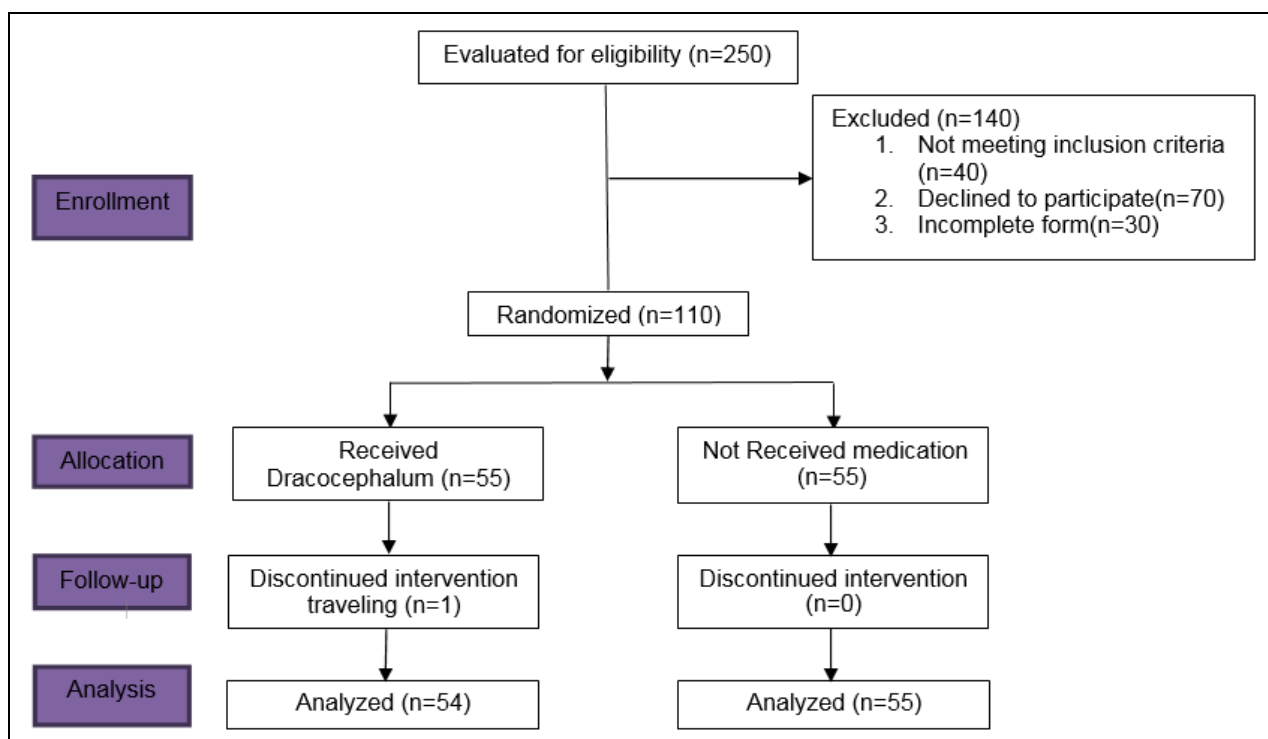 Evaluated for eligibility (n=250)
Excluded (n=140)
1. Not meeting inclusion criteria
(n=40)
2. Declined to participate(n=70)
3. Incomplete form(n=30)
Enrollment
Randomized (n=110)
Allocation
Received
Dracocephalum (n=55)
Not Received medication
(n=55)
Follow-up
Discontinued intervention
traveling (n=1)
Discontinued intervention
(n=0)
Analysis
Analyzed (n=54)
Analyzed (n=55)